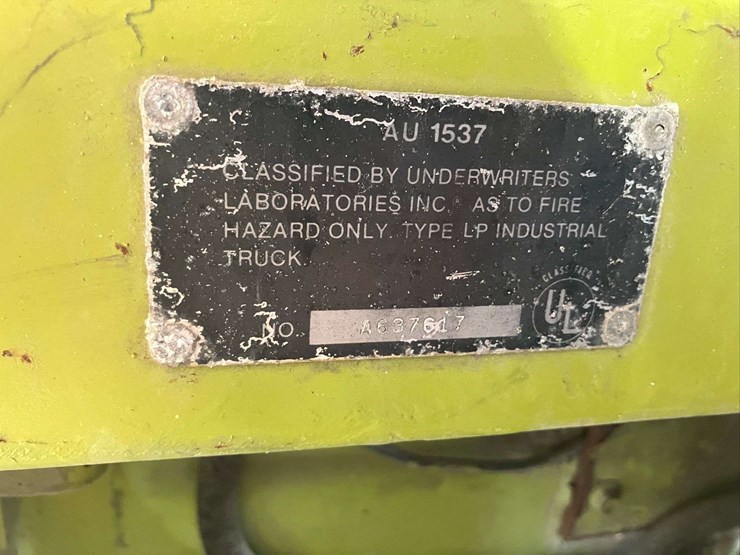 AU 1537
CLASSIFIED BY UNDERWRITERS
LABORATORIES INC. AS TO FIRE
HAZARD ONLY. TYPE LP INDUSTRIAL
TRUCK.
CLASSIFIED
UL
NO. A637617